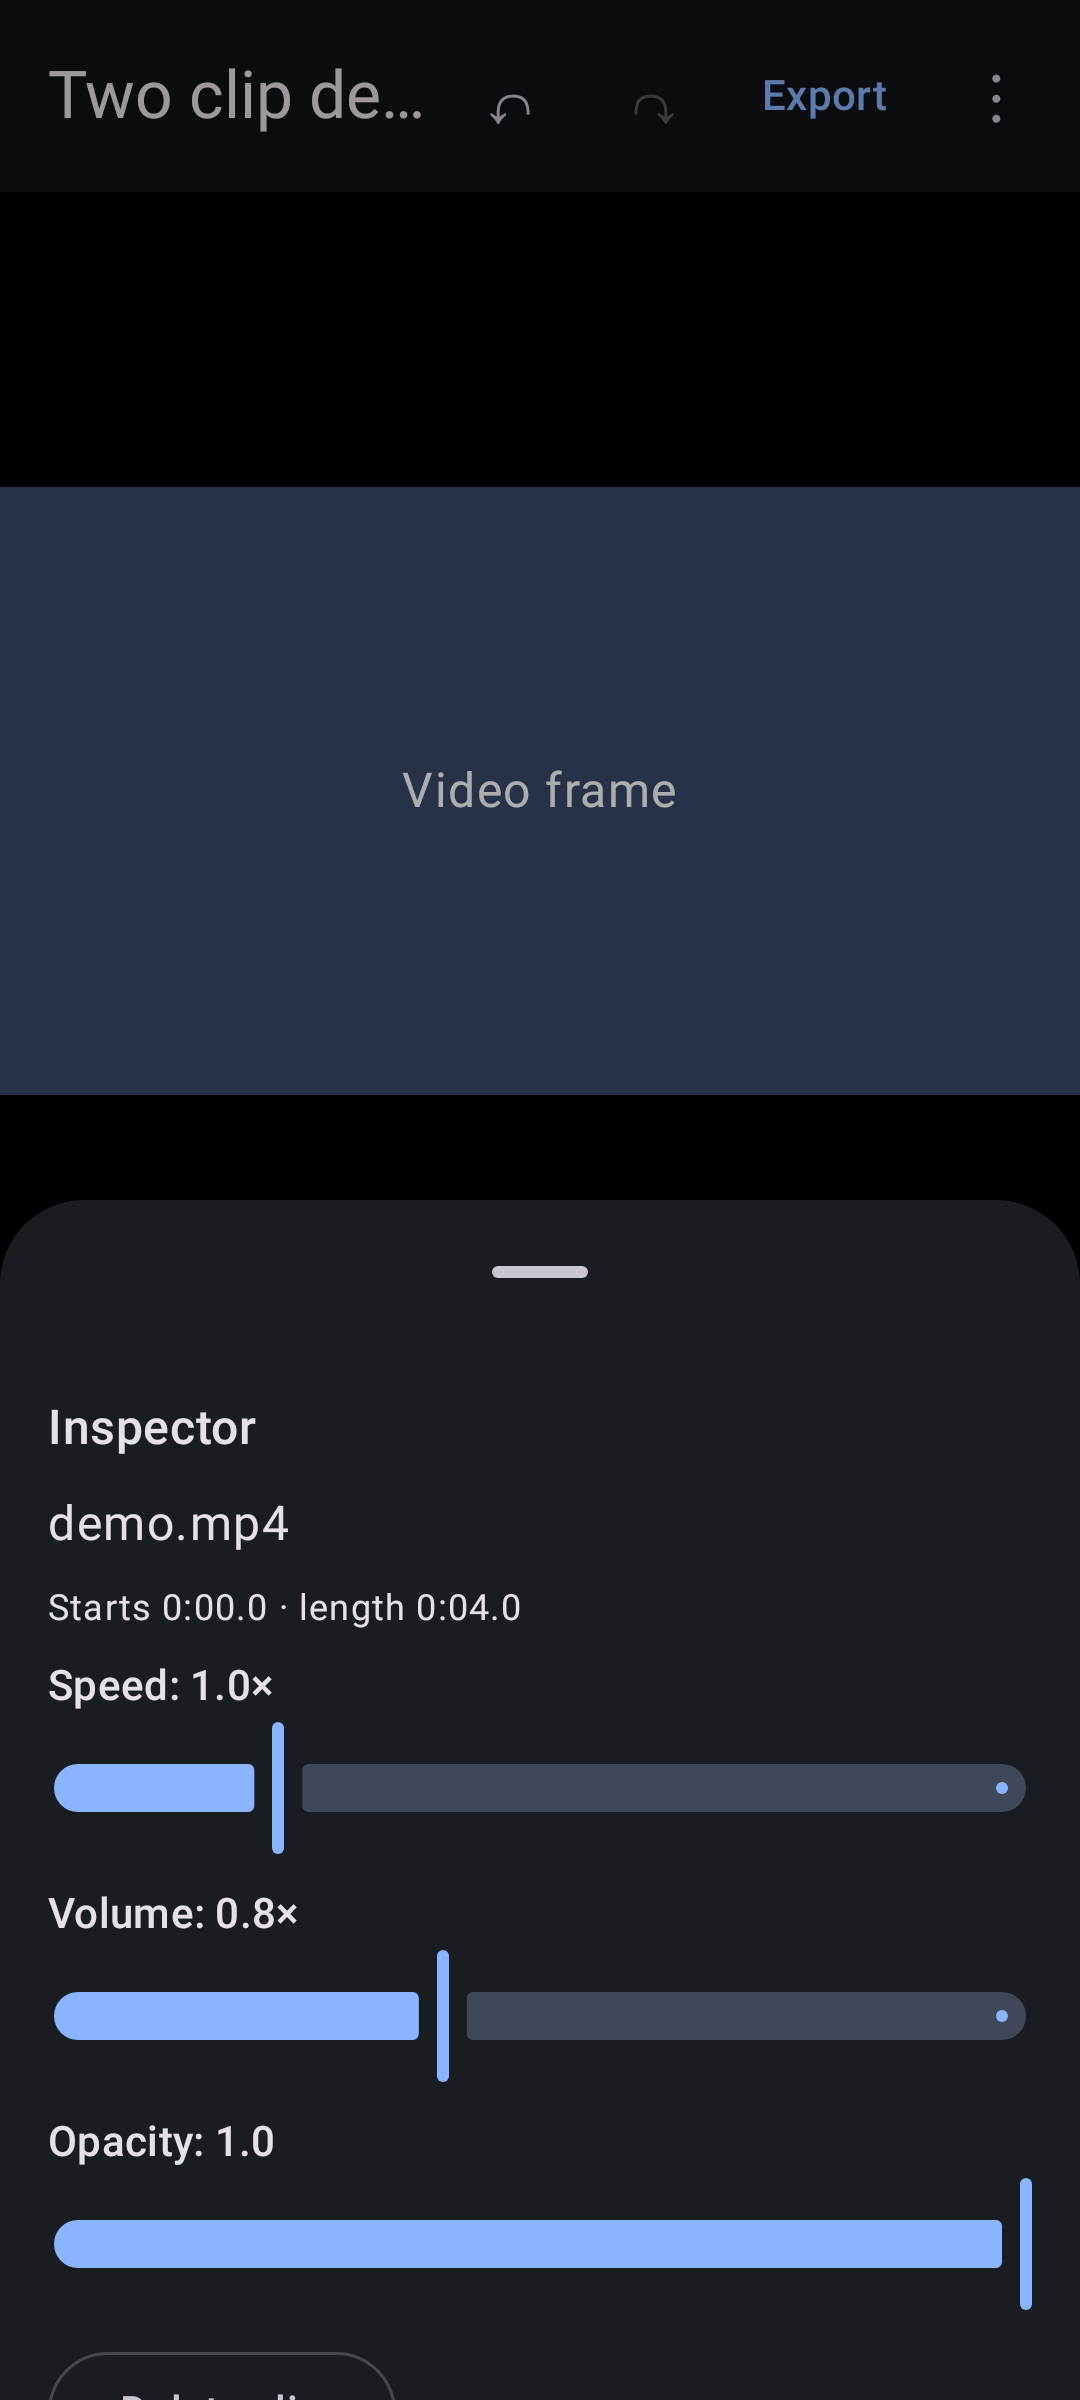 Two clip de…
Export
Video frame
Inspector
demo.mp4
Starts 0:00.0 · length 0:04.0
Speed: 1.0×
Volume: 0.8×
Opacity: 1.0